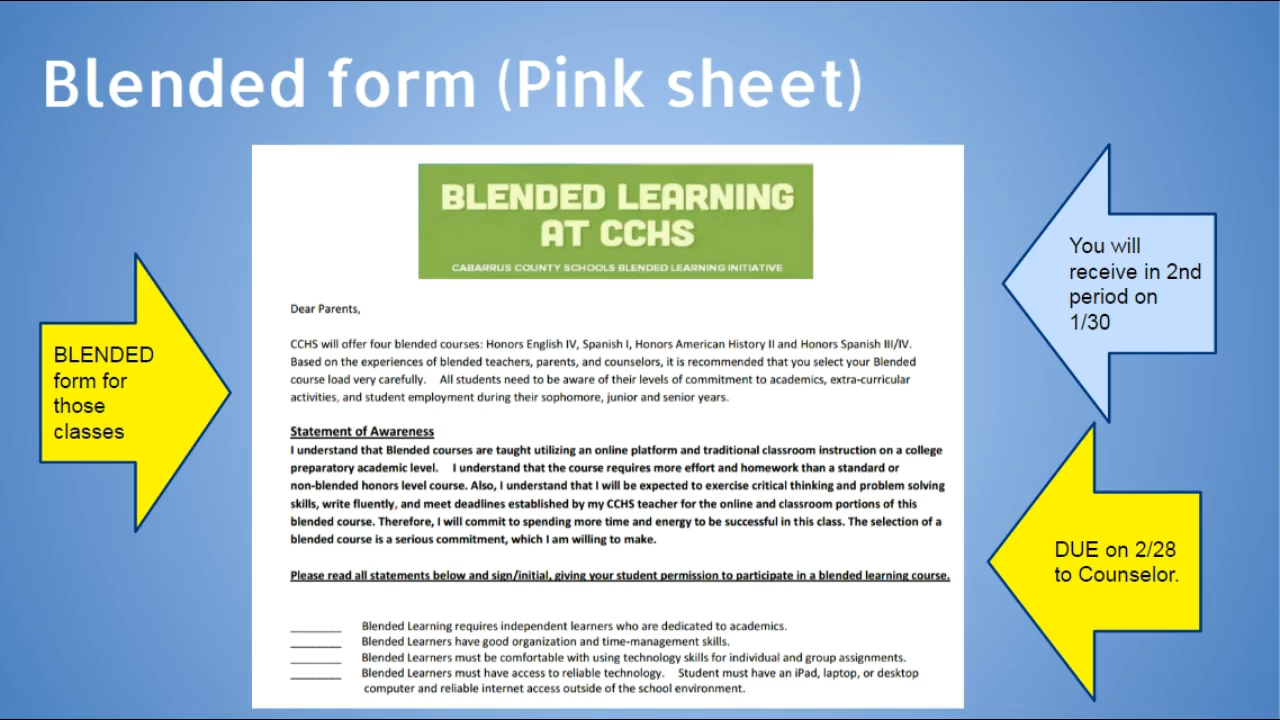 Blended form (Pink sheet)
BLENDED LEARNING
AT CCHS
CABARRUS COUNTY SCHOOLS BLENDED LEARNING INITIATIVE
Dear Parents,
CCHS will offer four blended courses: Honors English IV, Spanish I, Honors American History II and Honors Spanish III/IV.
Based on the experiences of blended teachers, parents, and counselors, it is recommended that you select your Blended
course load very carefully. All students need to be aware of their levels of commitment to academics, extra-curricular
activities, and student employment during their sophomore, junior and senior years.
Statement of Awareness
I understand that Blended courses are taught utilizing an online platform and traditional classroom instruction on a college
preparatory academic level. I understand that the course requires more effort and homework than a standard or
non-blended honors level course. Also, I understand that I will be expected to exercise critical thinking and problem solving
skills, write fluently, and meet deadlines established by my CCHS teacher for the online and classroom portions of this
blended course. Therefore, I will commit to spending more time and energy to be successful in this class. The selection of a
blended course is a serious commitment, which I am willing to make.
Please read all statements below and sign/initial, giving your student permission to participate in a blended learning course.
________ Blended Learning requires independent learners who are dedicated to academics.
________ Blended Learners have good organization and time-management skills.
________ Blended Learners must be comfortable with using technology skills for individual and group assignments.
________ Blended Learners must have access to reliable technology. Student must have an iPad, laptop, or desktop
computer and reliable internet access outside of the school environment.
BLENDED
form for
those
classes
You will
receive in 2nd
period on
1/30
DUE on 2/28
to Counselor.